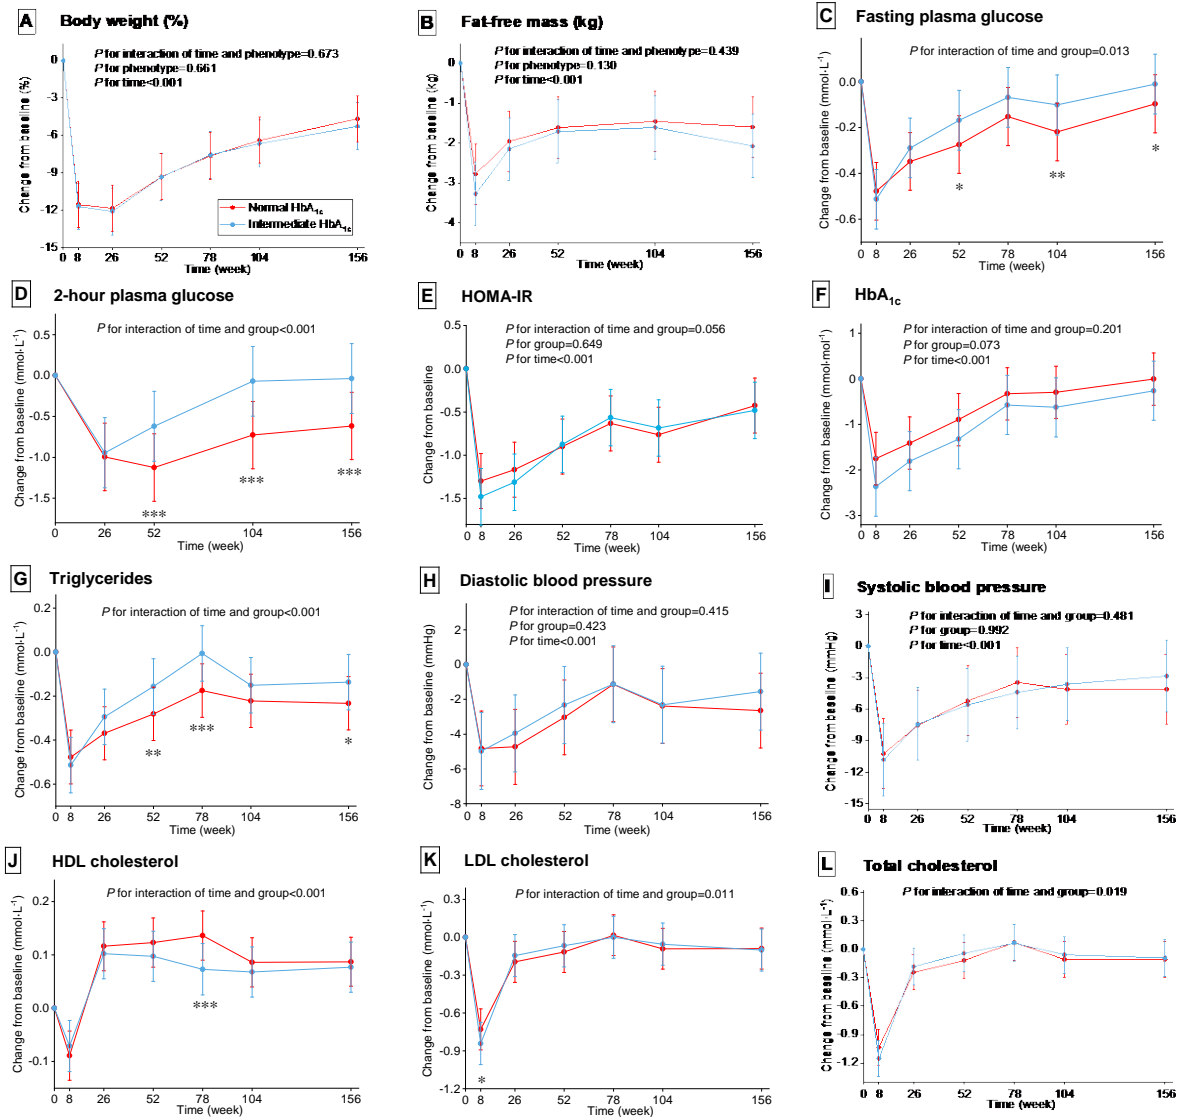 A Body weight (%)
P for interaction of time and phenotype=0.673
P for phenotype=0.661
P for time<0.001
Change from baseline (%)
0
-3
-6
-9
-12
-15
Normal HbA1c
Intermediate HbA1c
0 8 26 52 78 104 156
Time (week)
B Fat-free mass (kg)
P for interaction of time and phenotype=0.439
P for phenotype=0.130
P for time<0.001
Change from baseline (kg)
0
-1
-2
-3
-4
0 8 26 52 104 156
Time (week)
C Fasting plasma glucose
P for interaction of time and group=0.013
Change from baseline (mmol·L-1)
0.0
-0.2
-0.4
-0.6
* ** *
0 8 26 52 78 104 156
Time (week)
D 2-hour plasma glucose
P for interaction of time and group<0.001
Change from baseline (mmol·L-1)
0.5
0.0
-0.5
-1.0
-1.5
*** *** ***
0 26 52 104 156
Time (week)
E HOMA-IR
P for interaction of time and group=0.056
P for group=0.649
P for time<0.001
Change from baseline
0.5
0.0
-0.5
-1.0
-1.5
0 8 26 52 78 104 156
Time (week)
F HbA1c
P for interaction of time and group=0.201
P for group=0.073
P for time<0.001
Change from baseline (mmol·mol-1)
1
0
-1
-2
-3
0 8 26 52 78 104 156
Time (week)
G Triglycerides
P for interaction of time and group<0.001
Change from baseline (mmol·L-1)
0.2
0.0
-0.2
-0.4
-0.6
** *** *
0 8 26 52 78 104 156
Time (week)
H Diastolic blood pressure
P for interaction of time and group=0.415
P for group=0.423
P for time<0.001
Change from baseline (mmHg)
2
0
-2
-4
-6
-8
0 8 26 52 78 104 156
Time (week)
I Systolic blood pressure
P for interaction of time and group=0.481
P for group=0.992
P for time<0.001
Change from baseline (mmHg)
3
0
-3
-6
-9
-12
-15
0 8 26 52 78 104 156
Time (week)
J HDL cholesterol
P for interaction of time and group<0.001
Change from baseline (mmol·L-1)
0.2
0.1
0.0
-0.1
***
0 8 26 52 78 104 156
Time (week)
K LDL cholesterol
P for interaction of time and group=0.011
Change from baseline (mmol·L-1)
0.3
0.0
-0.3
-0.6
-0.9
-1.2
*
0 8 26 52 78 104 156
Time (week)
L Total cholesterol
P for interaction of time and group=0.019
Change from baseline (mmol·L-1)
0.6
0.3
0.0
-0.3
-0.6
-0.9
-1.2
0 8 26 52 78 104 156
Time (week)